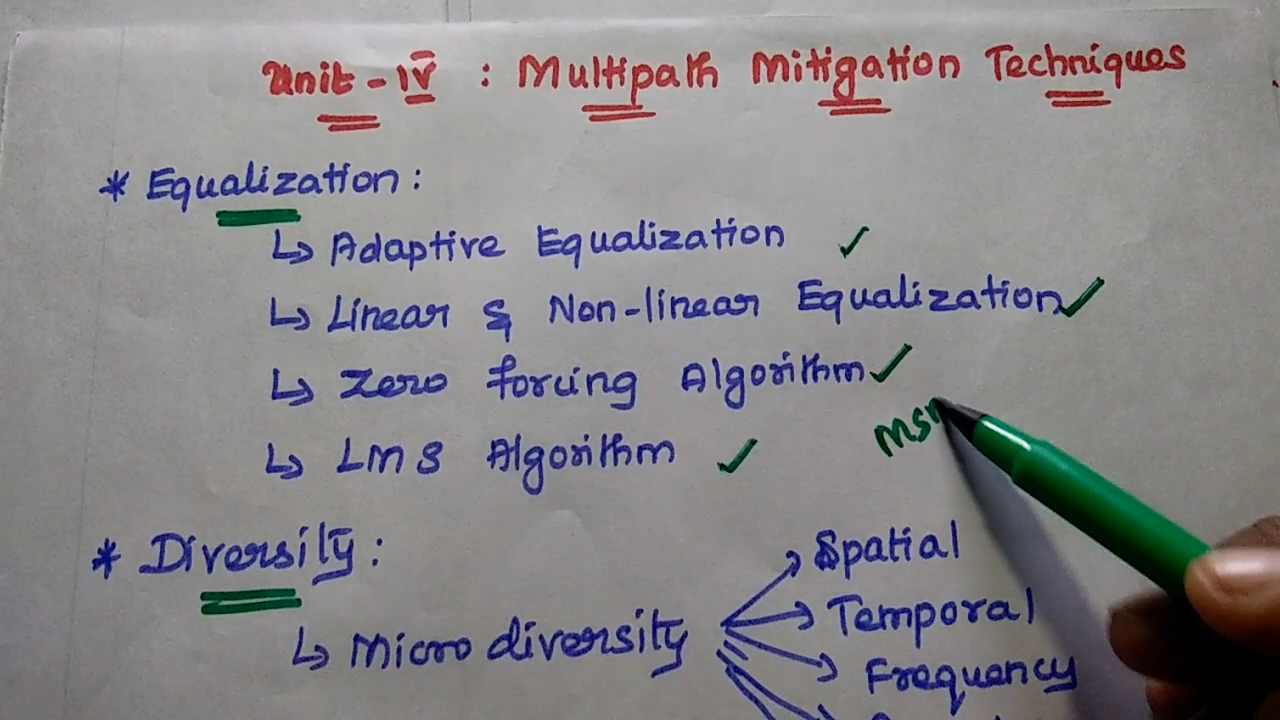 Unit - IV : Multipath Mitigation Techniques
* Equalization :
↳ Adaptive Equalization ✓
↳ Linear & Non-linear Equalization ✓
↳ Zero forcing Algorithm ✓
↳ LMS Algorithm ✓
* Diversity :
↳ Micro diversity
Spatial
Temporal
Frequency